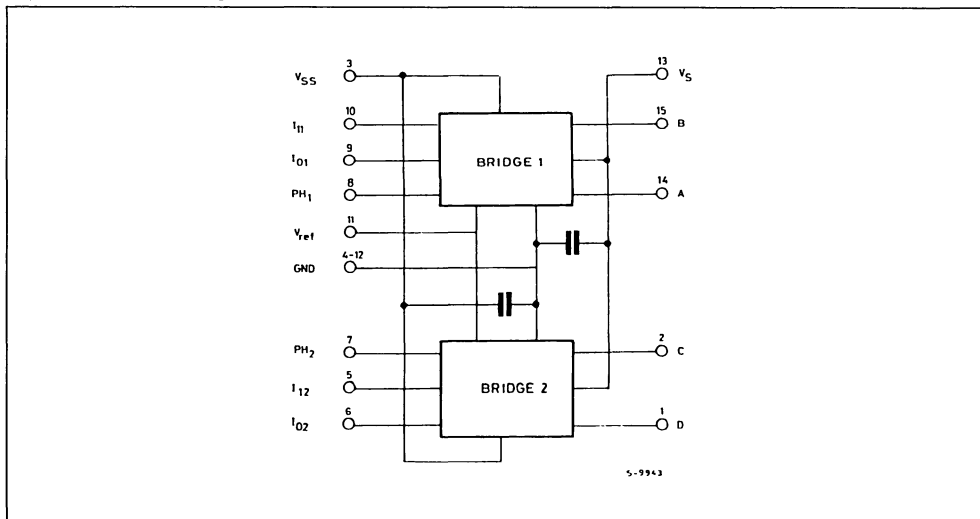 3
V_SS
13
V_S
10
I_11
15
B
9
I_01
BRIDGE 1
8
PH_1
14
A
11
V_ref
4-12
GND
7
PH_2
2
C
5
I_12
BRIDGE 2
6
I_02
1
D
S-9943